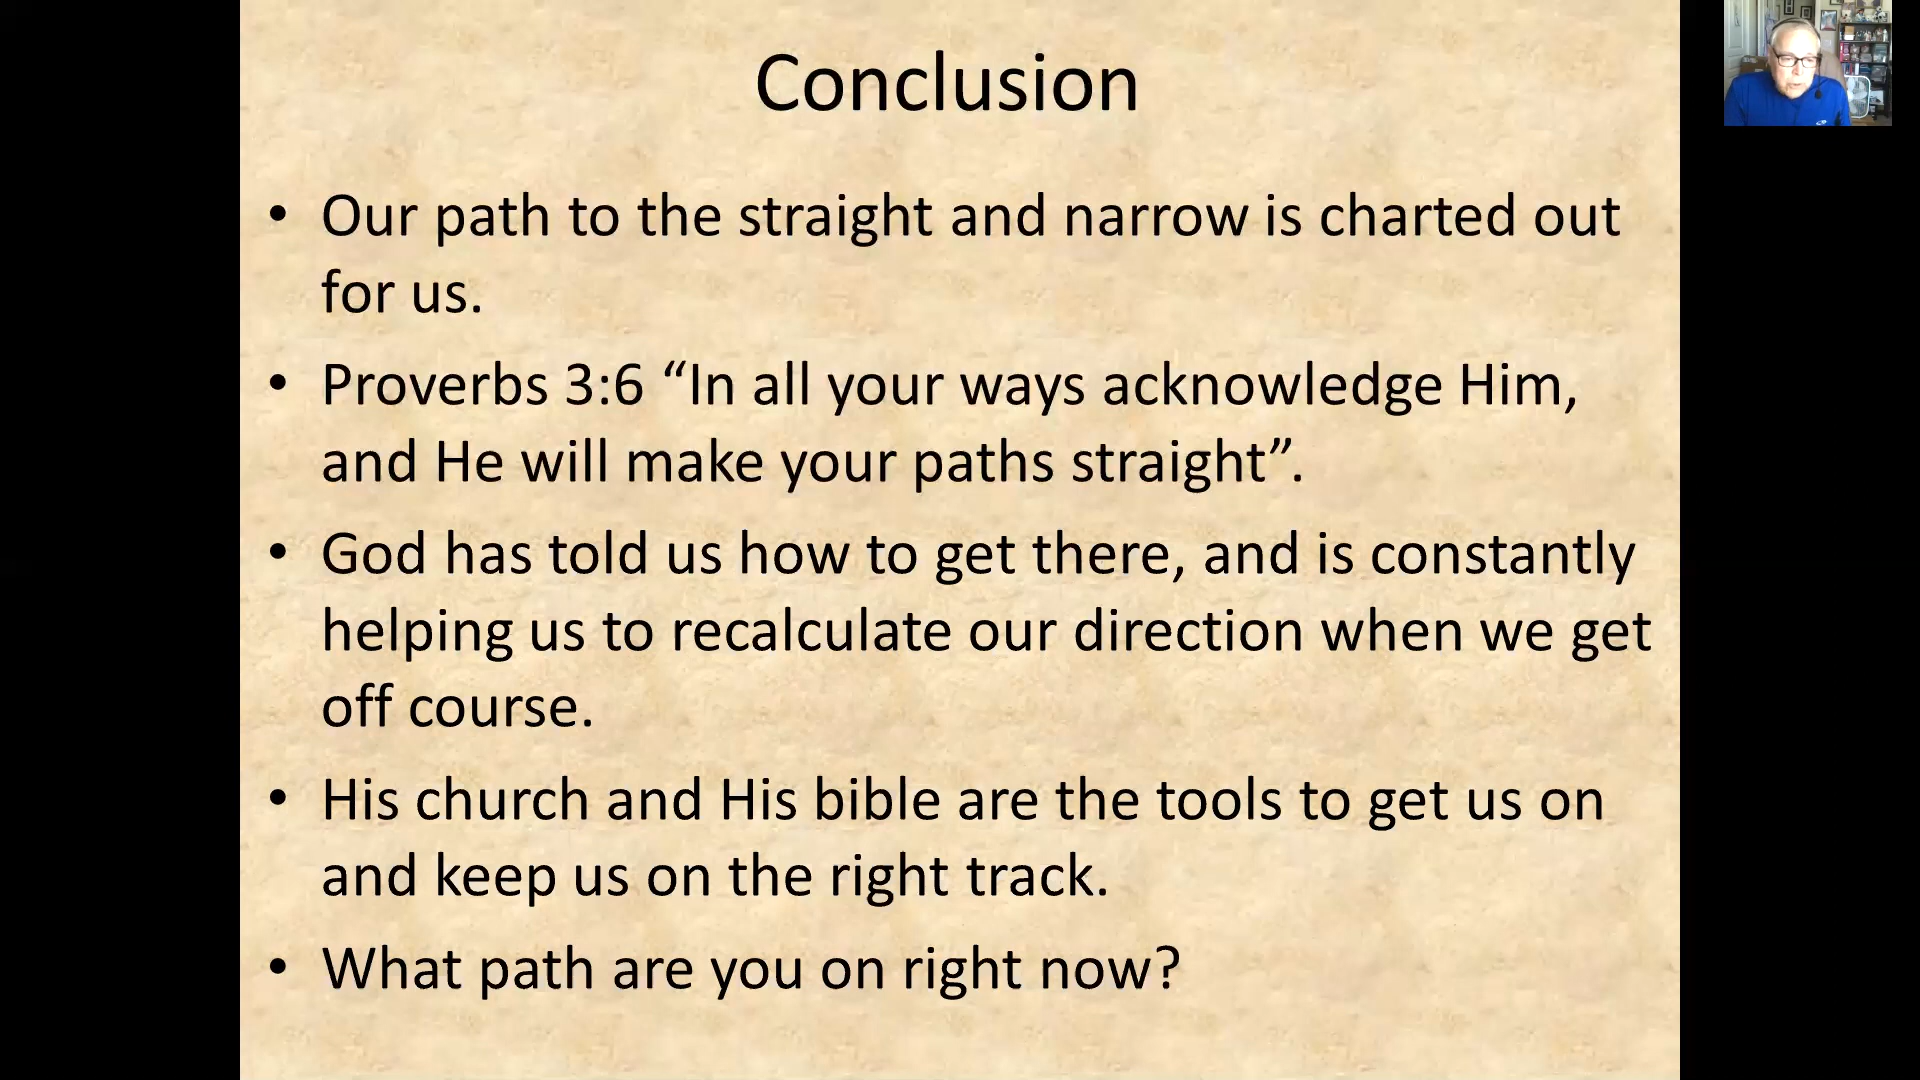 Conclusion
• Our path to the straight and narrow is charted out
for us.
• Proverbs 3:6 “In all your ways acknowledge Him,
and He will make your paths straight”.
• God has told us how to get there, and is constantly
helping us to recalculate our direction when we get
off course.
• His church and His bible are the tools to get us on
and keep us on the right track.
• What path are you on right now?